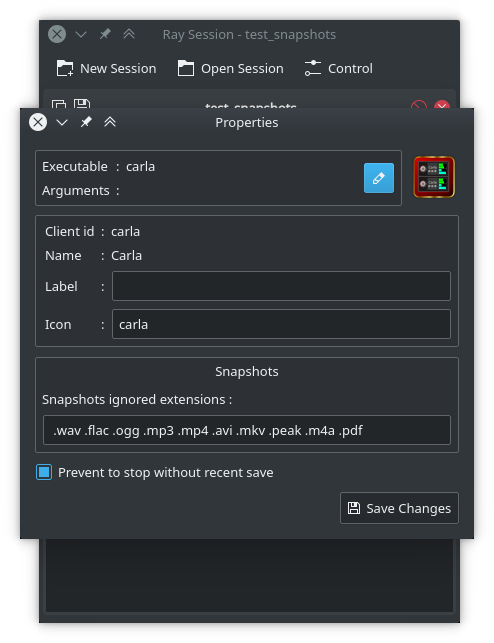 Ray Session - test_snapshots
New Session Open Session Control
test_snapshots
Properties
Executable : carla
Arguments :
Client id : carla
Name : Carla
Label :
Icon : carla
Snapshots
Snapshots ignored extensions :
.wav .flac .ogg .mp3 .mp4 .avi .mkv .peak .m4a .pdf
Prevent to stop without recent save
Save Changes